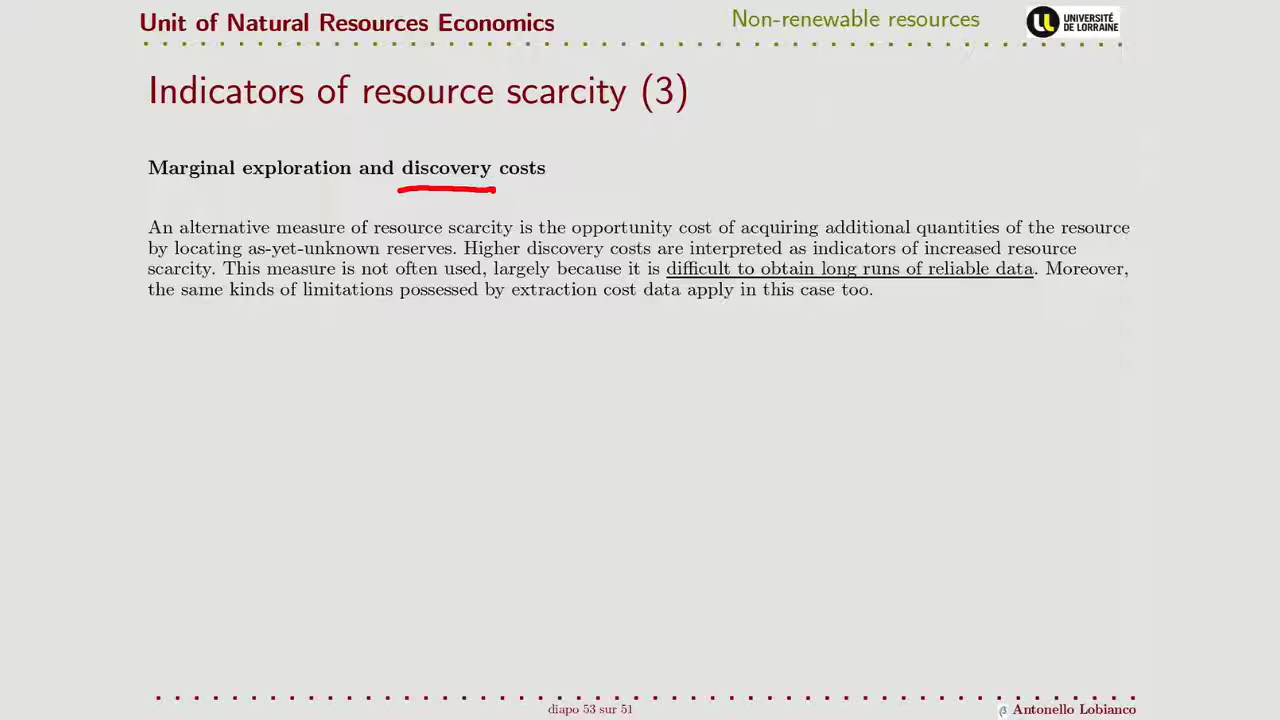 Unit of Natural Resources Economics
Non-renewable resources
UNIVERSITÉ
DE LORRAINE
Indicators of resource scarcity (3)
Marginal exploration and discovery costs
An alternative measure of resource scarcity is the opportunity cost of acquiring additional quantities of the resource
by locating as-yet-unknown reserves. Higher discovery costs are interpreted as indicators of increased resource
scarcity. This measure is not often used, largely because it is difficult to obtain long runs of reliable data. Moreover,
the same kinds of limitations possessed by extraction cost data apply in this case too.
diapo 53 sur 51
β Antonello Lobianco